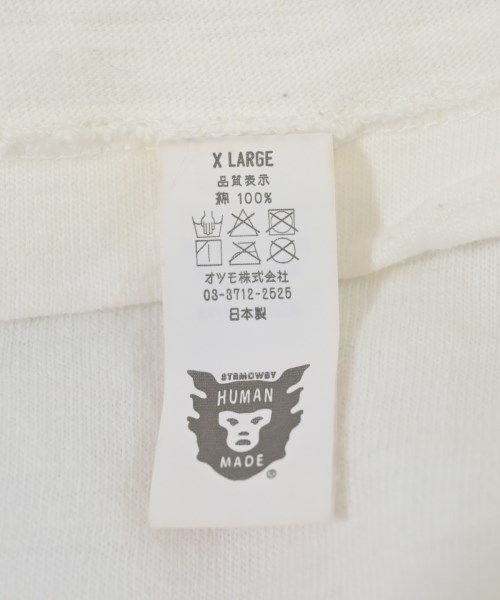 X LARGE
品質表示
綿 100%
オツモ株式会社
03-3712-2525
日本製
STEMOWBY
HUMAN
MADE
®